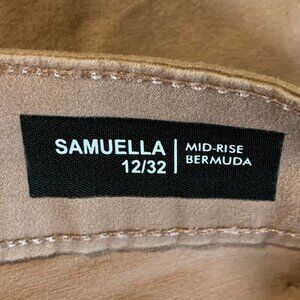 SAMUELLA
12/32
MID-RISE
BERMUDA